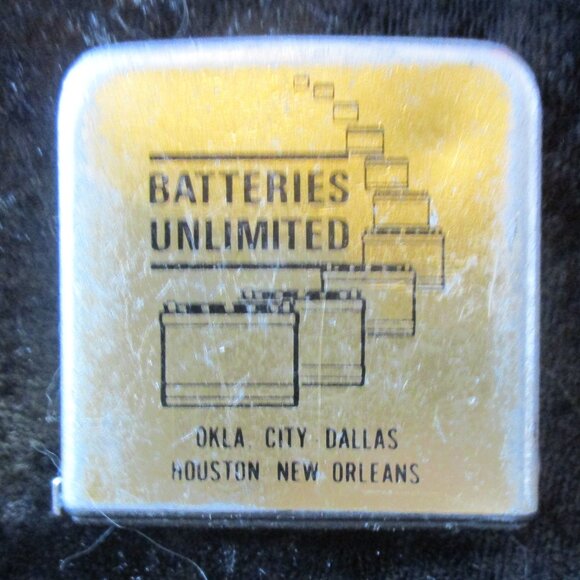 BATTERIES
UNLIMITED
OKLA. CITY DALLAS
HOUSTON NEW ORLEANS